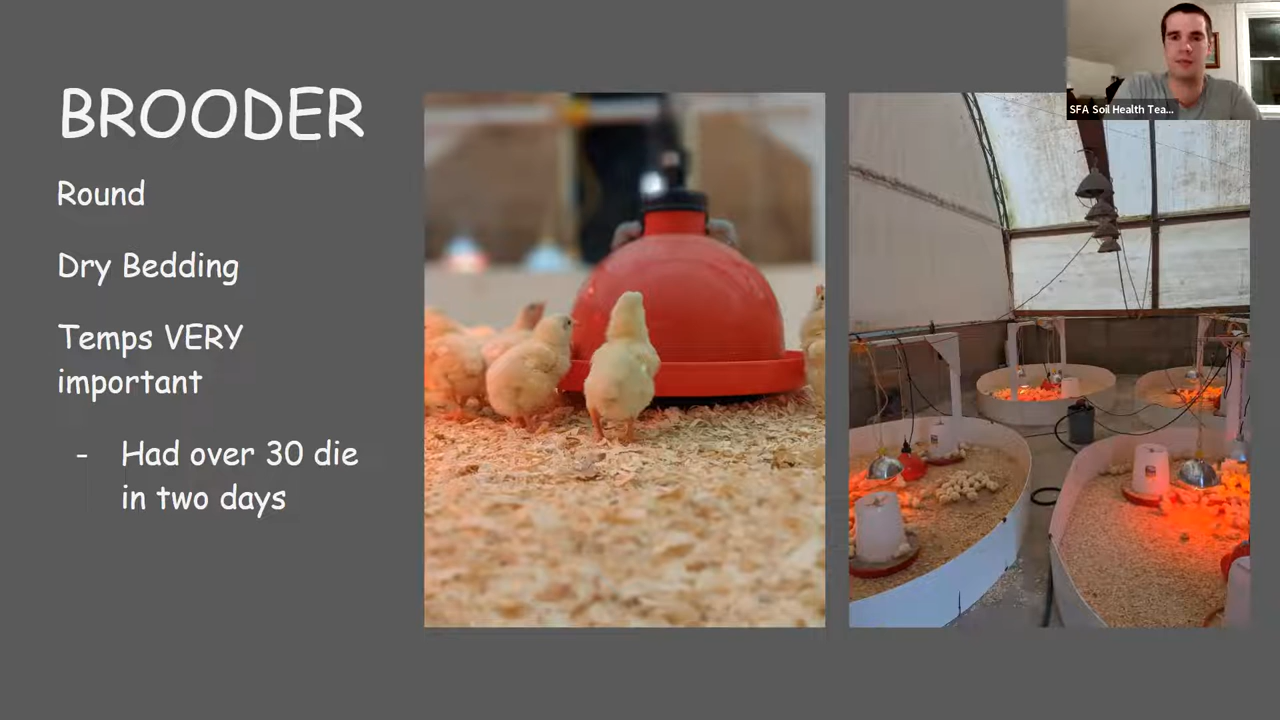 BROODER
Round
Dry Bedding
Temps VERY
important
- Had over 30 die
in two days
SFA Soil Health Tea...